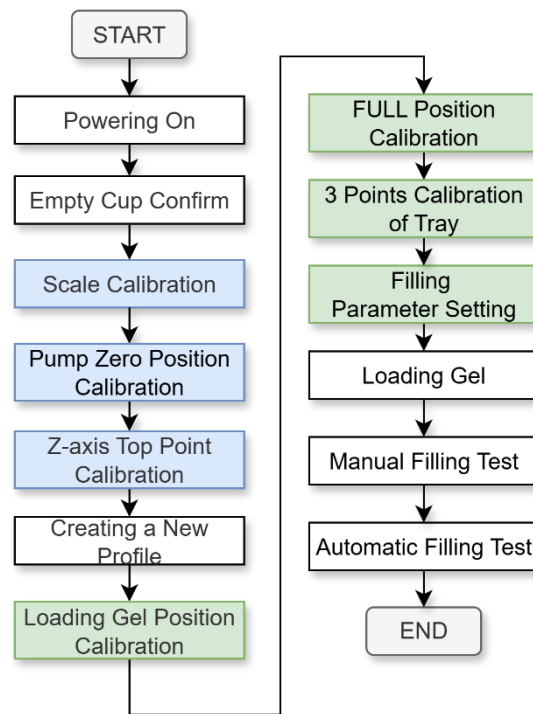 START
Powering On
Empty Cup Confirm
Scale Calibration
Pump Zero Position
Calibration
Z-axis Top Point
Calibration
Creating a New
Profile
Loading Gel Position
Calibration
FULL Position
Calibration
3 Points Calibration
of Tray
Filling
Parameter Setting
Loading Gel
Manual Filling Test
Automatic Filling Test
END